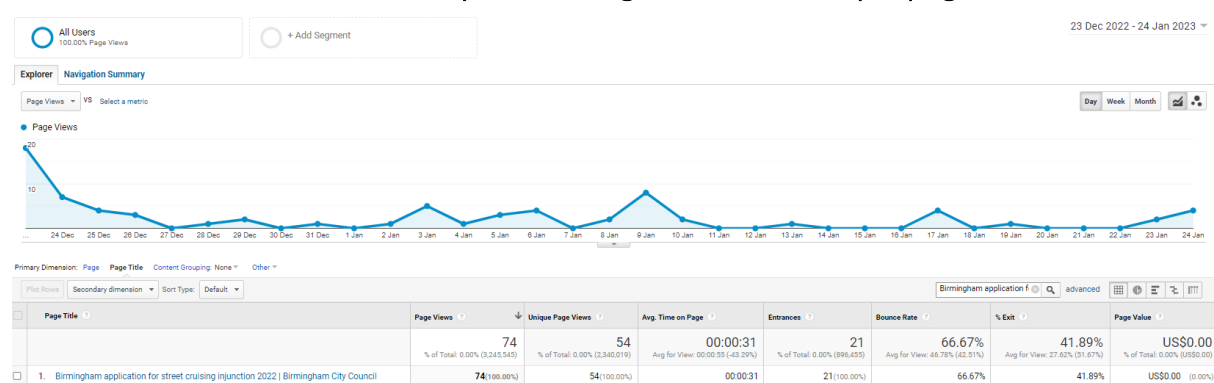 All Users
100.00% Page Views
+ Add Segment
23 Dec 2022 - 24 Jan 2023
Explorer Navigation Summary
Page Views VS Select a metric
Day Week Month
Page Views
20
10
... 24 Dec 25 Dec 26 Dec 27 Dec 28 Dec 29 Dec 30 Dec 31 Dec 1 Jan 2 Jan 3 Jan 4 Jan 5 Jan 6 Jan 7 Jan 8 Jan 9 Jan 10 Jan 11 Jan 12 Jan 13 Jan 14 Jan 15 Jan 16 Jan 17 Jan 18 Jan 19 Jan 20 Jan 21 Jan 22 Jan 23 Jan 24 Jan
Primary Dimension: Page Page Title Content Grouping: None Other
Plot Rows Secondary dimension Sort Type: Default Birmingham application f advanced
Page Title ? Page Views ? Unique Page Views ? Avg. Time on Page ? Entrances ? Bounce Rate ? % Exit ? Page Value ?
74 54 00:00:31 21 66.67% 41.89% US$0.00
% of Total: 0.00% (3,245,545) % of Total: 0.00% (2,340,019) Avg for View: 00:00:55 (-43.29%) % of Total: 0.00% (896,455) Avg for View: 46.78% (42.51%) Avg for View: 27.62% (51.67%) % of Total: 0.00% (US$0.00)
1. Birmingham application for street cruising injunction 2022 | Birmingham City Council 74(100.00%) 54(100.00%) 00:00:31 21(100.00%) 66.67% 41.89% US$0.00 (0.00%)